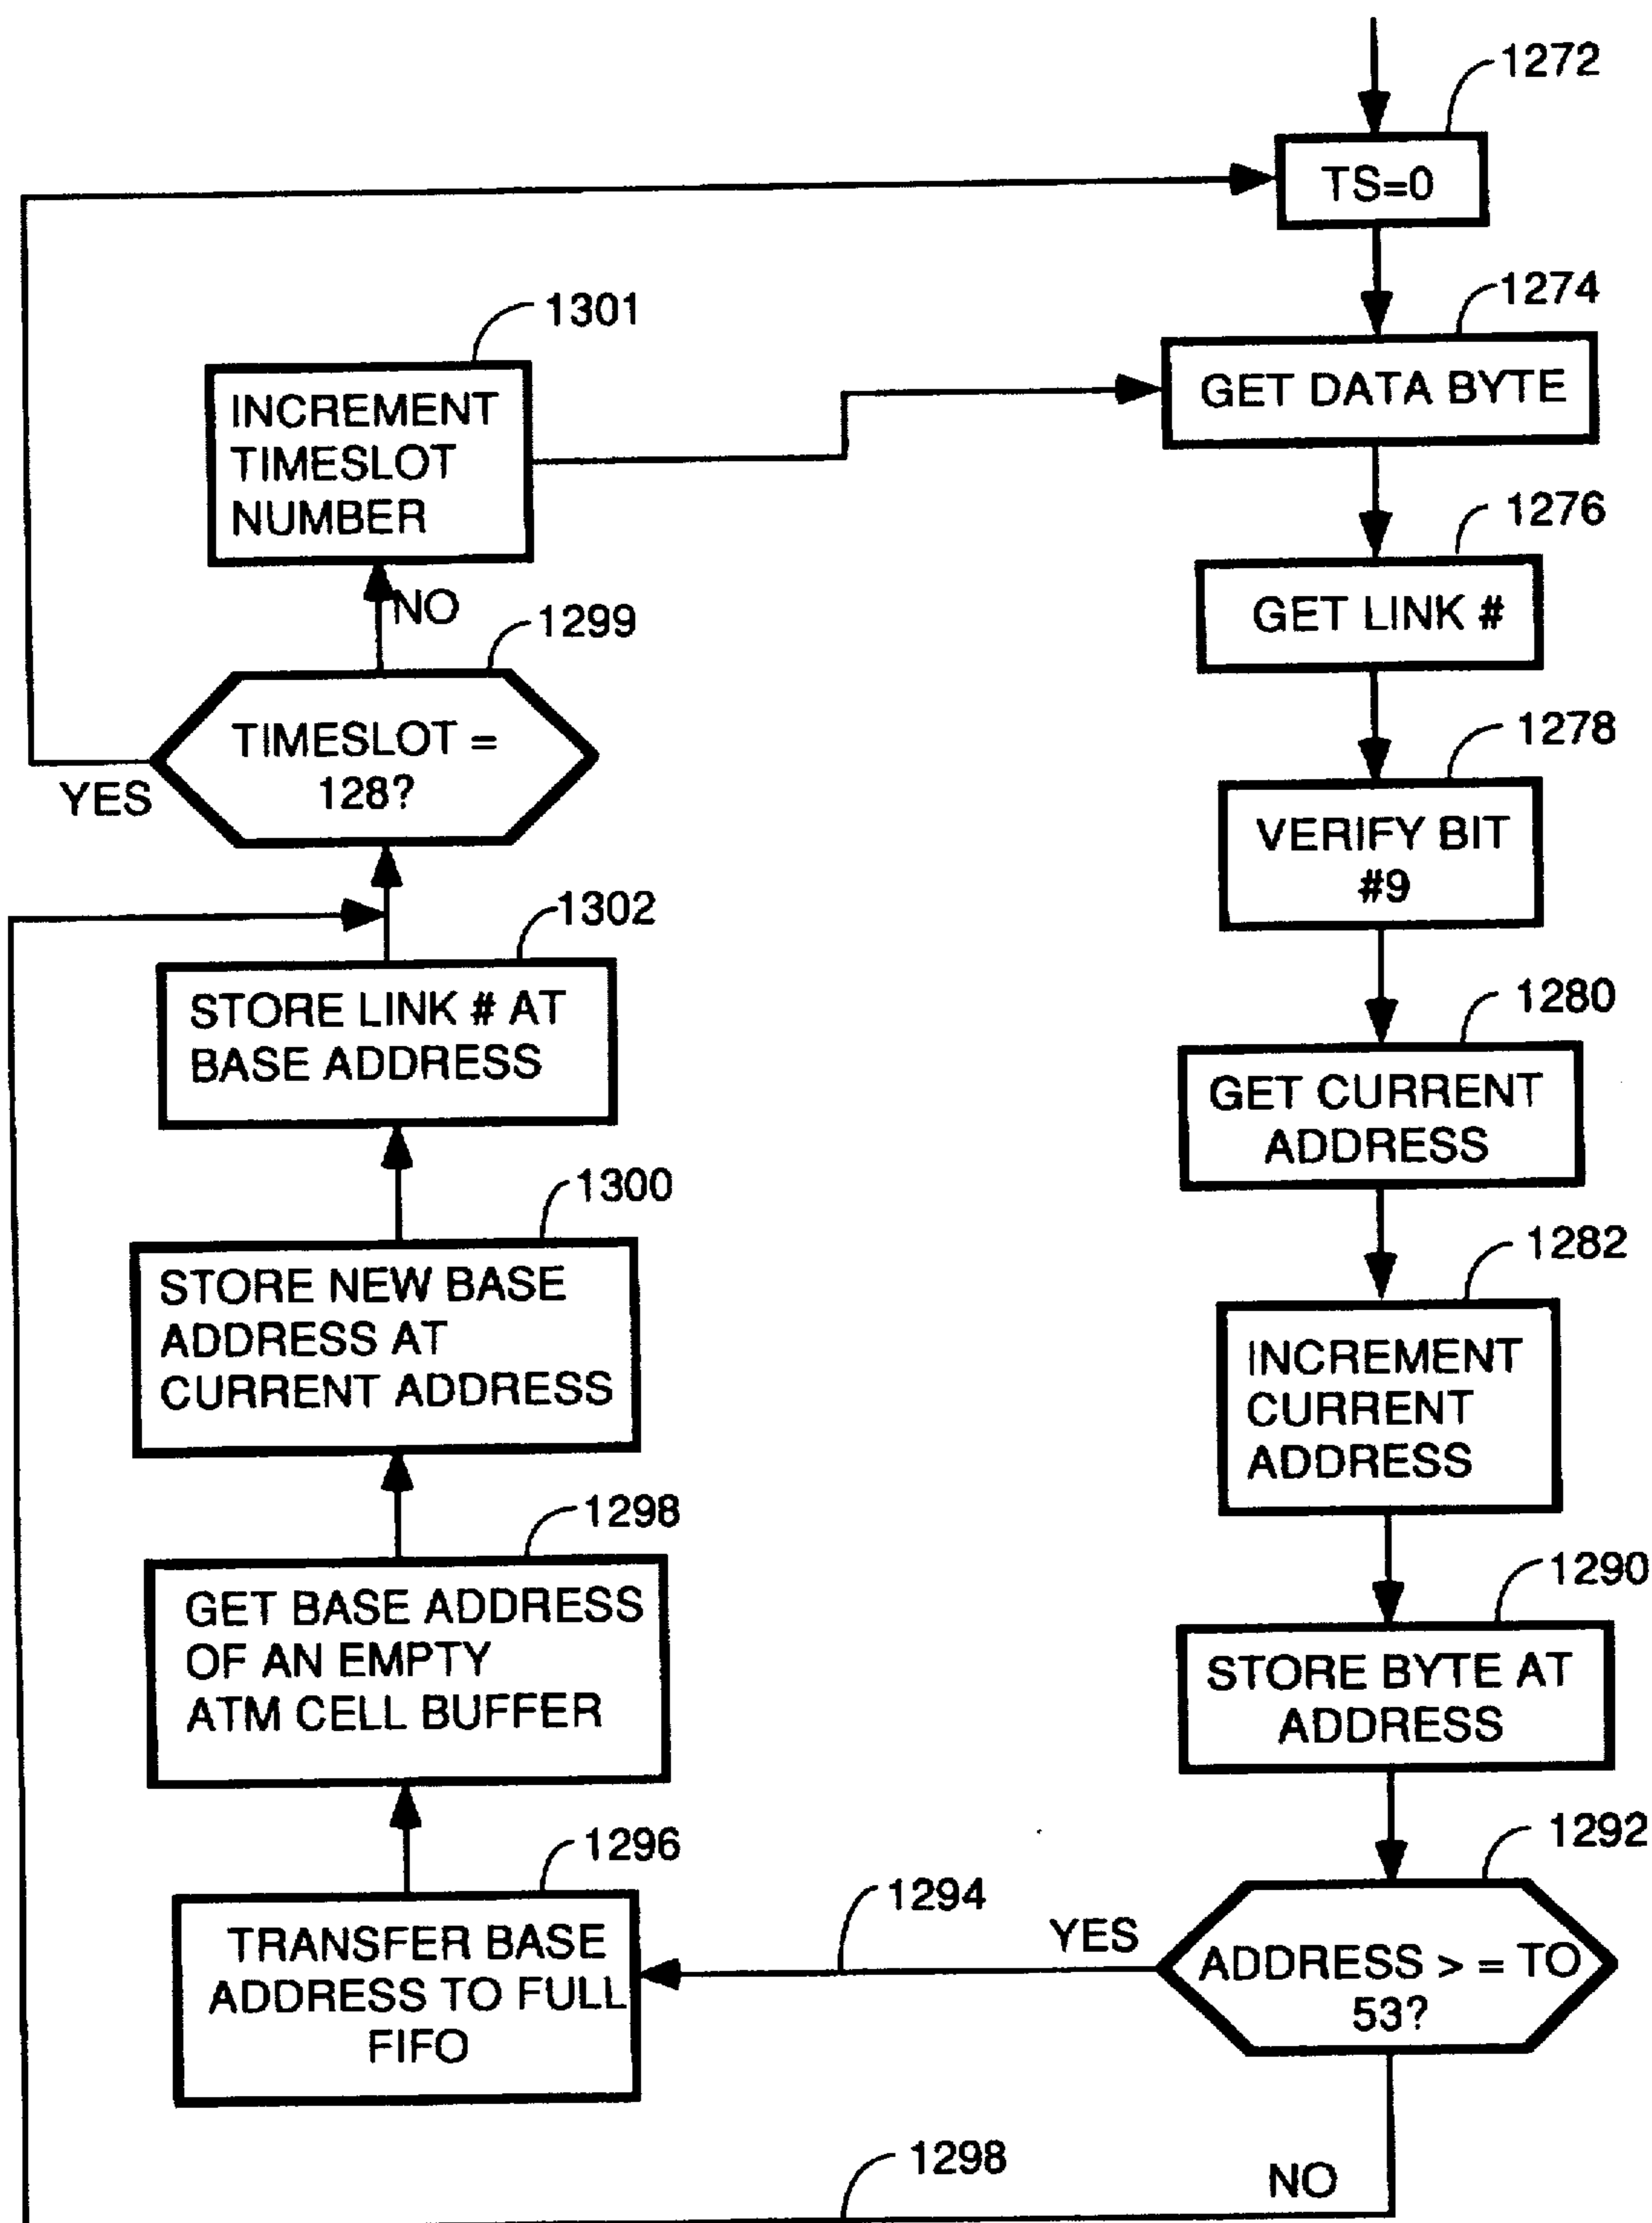 1272
TS=0
1274
GET DATA BYTE
1276
GET LINK #
1278
VERIFY BIT
#9
1280
GET CURRENT
ADDRESS
1282
INCREMENT
CURRENT
ADDRESS
1290
STORE BYTE AT
ADDRESS
1292
ADDRESS > = TO
53?
YES
1294
NO
1298
1296
TRANSFER BASE
ADDRESS TO FULL
FIFO
1298
GET BASE ADDRESS
OF AN EMPTY
ATM CELL BUFFER
1300
STORE NEW BASE
ADDRESS AT
CURRENT ADDRESS
1302
STORE LINK # AT
BASE ADDRESS
1299
TIMESLOT =
128?
YES
NO
1301
INCREMENT
TIMESLOT
NUMBER